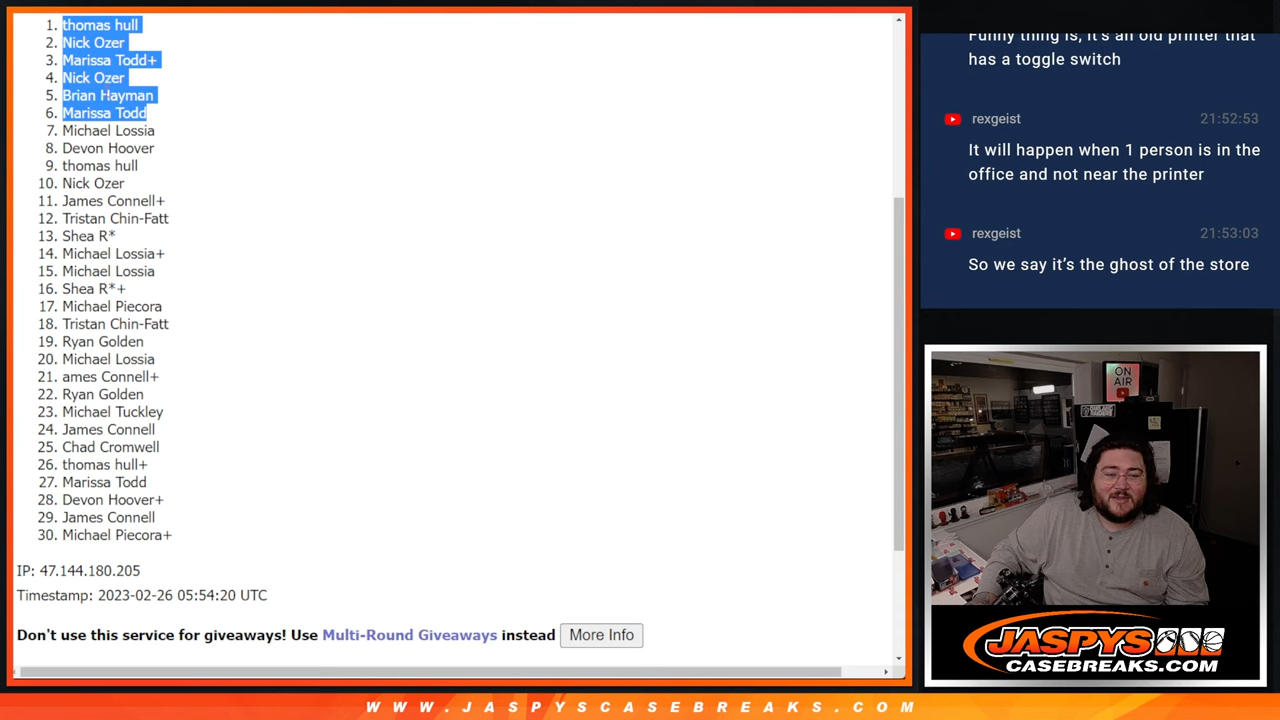 1. thomas hull
2. Nick Ozer
3. Marissa Todd+
4. Nick Ozer
5. Brian Hayman
6. Marissa Todd
7. Michael Lossia
8. Devon Hoover
9. thomas hull
10. Nick Ozer
11. James Connell+
12. Tristan Chin-Fatt
13. Shea R*
14. Michael Lossia+
15. Michael Lossia
16. Shea R*+
17. Michael Piecora
18. Tristan Chin-Fatt
19. Ryan Golden
20. Michael Lossia
21. ames Connell+
22. Ryan Golden
23. Michael Tuckley
24. James Connell
25. Chad Cromwell
26. thomas hull+
27. Marissa Todd
28. Devon Hoover+
29. James Connell
30. Michael Piecora+
IP: 47.144.180.205
Timestamp: 2023-02-26 05:54:20 UTC
Don't use this service for giveaways! Use Multi-Round Giveaways instead More Info
Funny thing is, it's an old printer that
has a toggle switch
rexgeist 21:52:53
It will happen when 1 person is in the
office and not near the printer
rexgeist 21:53:03
So we say it's the ghost of the store
ON
AIR
JASPYS
CASEBREAKS.COM
WWW.JASPYSCASEBREAKS.COM